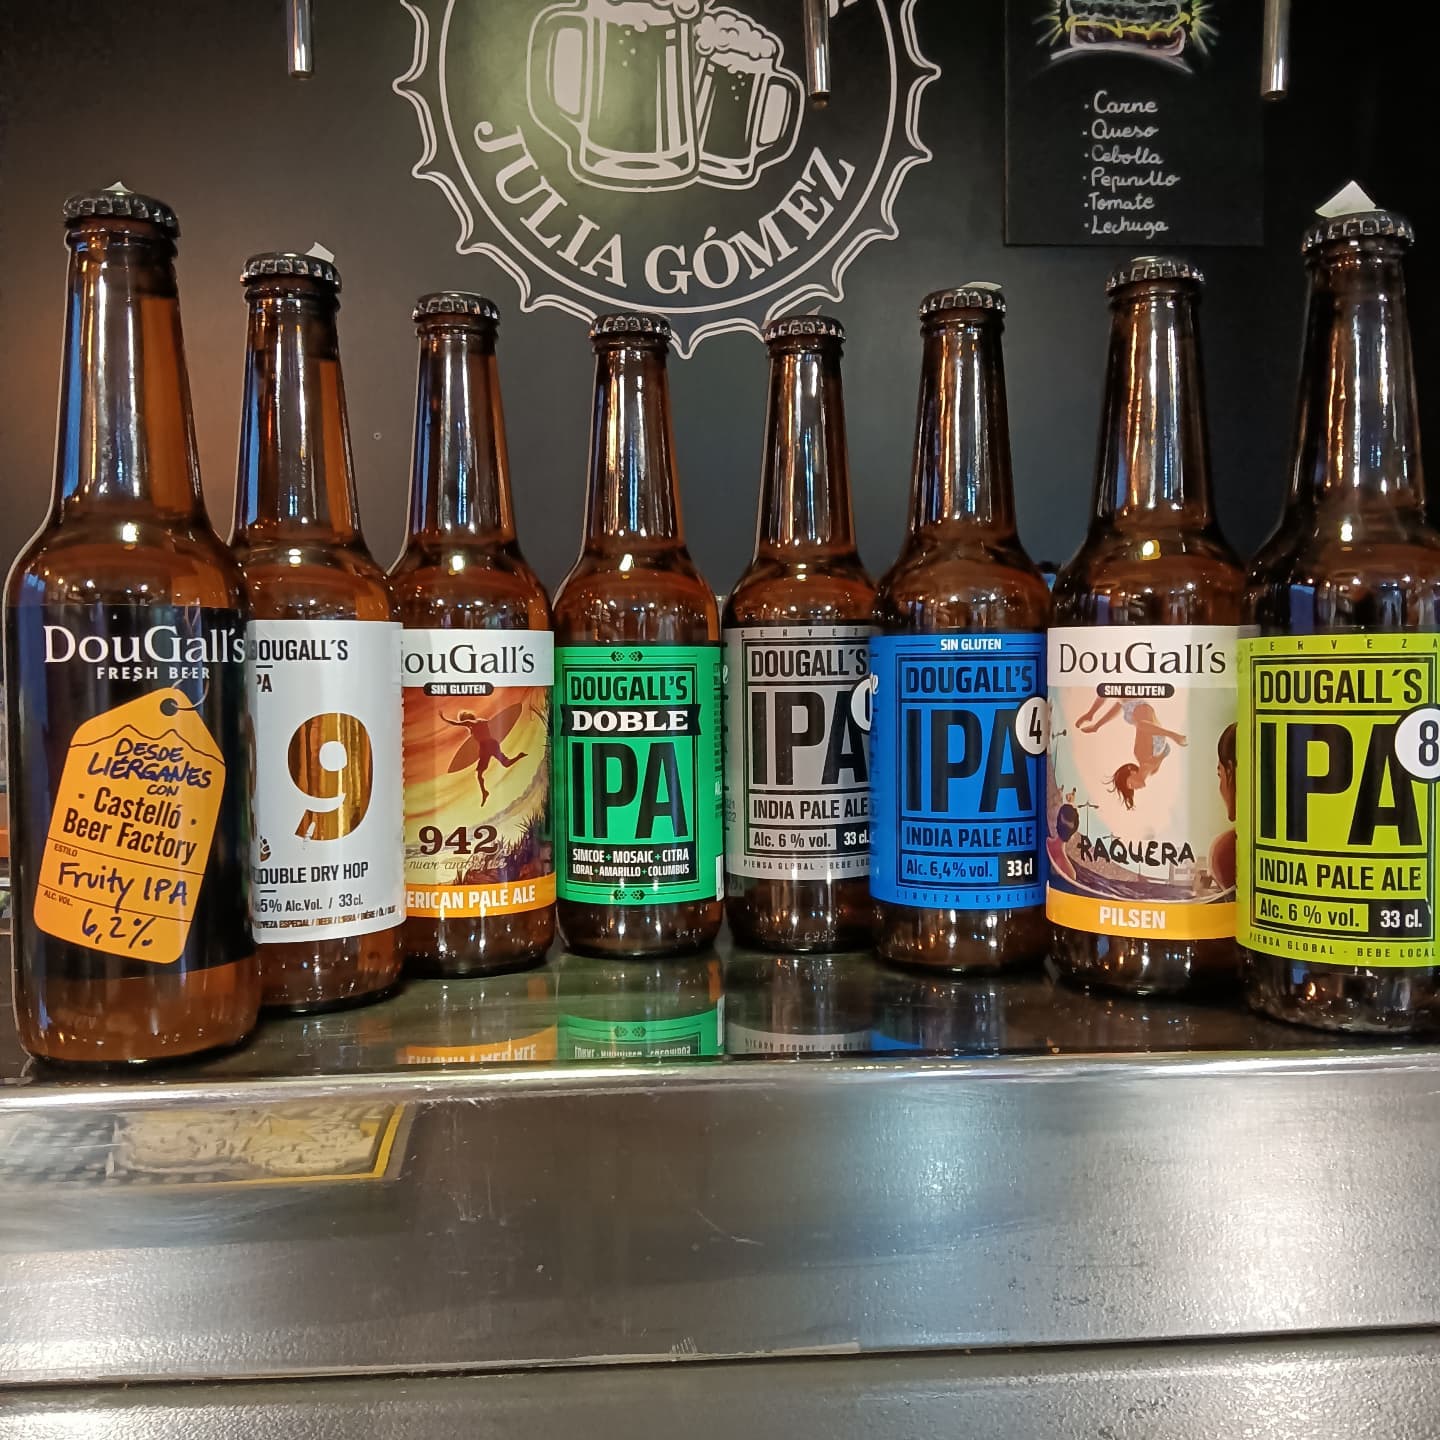 JULIA GÓMEZ
· Carne
· Queso
· Cebolla
· Pepinillo
· Tomate
· Lechuga
DouGall's
FRESH BEER
DESDE
LIÉRGANES
CON
· Castelló ·
Beer Factory
ESTILO
Fruity IPA
ALC. VOL.
6,2%
DOUGALL'S
PA
9
DOUBLE DRY HOP
5% Alc.Vol. / 33cl.
ouGall's
SIN GLUTEN
942
ERICAN PALE ALE
DOUGALL'S
DOBLE
IPA
SIMCOE + MOSAIC + CITRA
LORAL + AMARILLO + COLUMBUS
CERVEZ
DOUGALL'S
IPA
INDIA PALE ALE
Alc. 6 % vol. 33 cl.
PIENSA GLOBAL - BEBE LOC
SIN GLUTEN
DOUGALL'S
IPA 4
INDIA PALE ALE
Alc. 6,4% vol. 33 cl
CERVEZA ESPECIAL
DouGall's
SIN GLUTEN
RAQUERA
PILSEN
CERVEZA
DOUGALL´S
IPA 8
INDIA PALE ALE
Alc. 6 % vol. 33 cl.
PIENSA GLOBAL - BEBE LOCAL